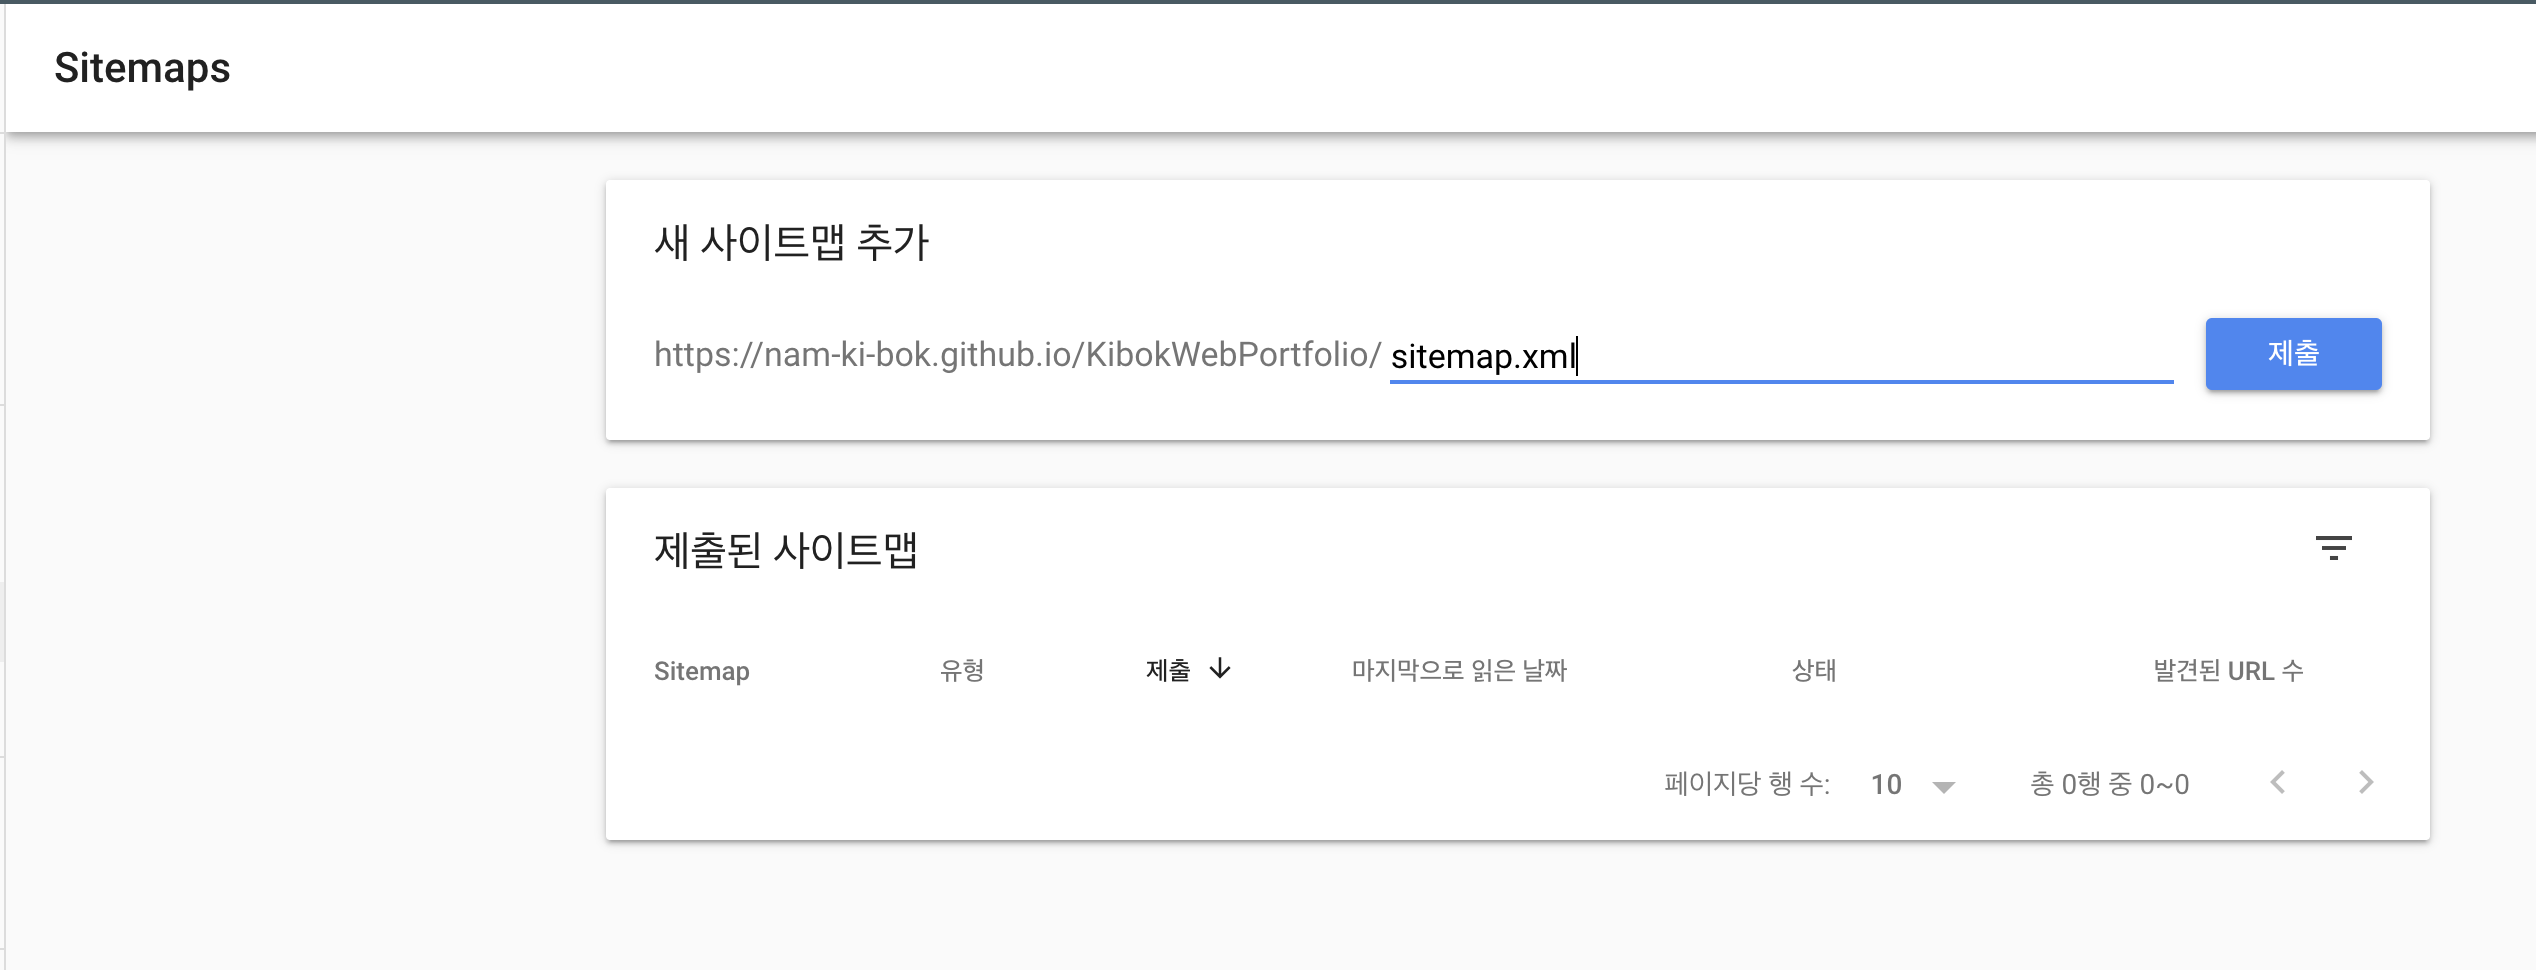 Sitemaps
새 사이트맵 추가
https://nam-ki-bok.github.io/KibokWebPortfolio/ sitemap.xml 제출
제출된 사이트맵
Sitemap 유형 제출 마지막으로 읽은 날짜 상태 발견된 URL 수
페이지당 행 수: 10 총 0행 중 0~0